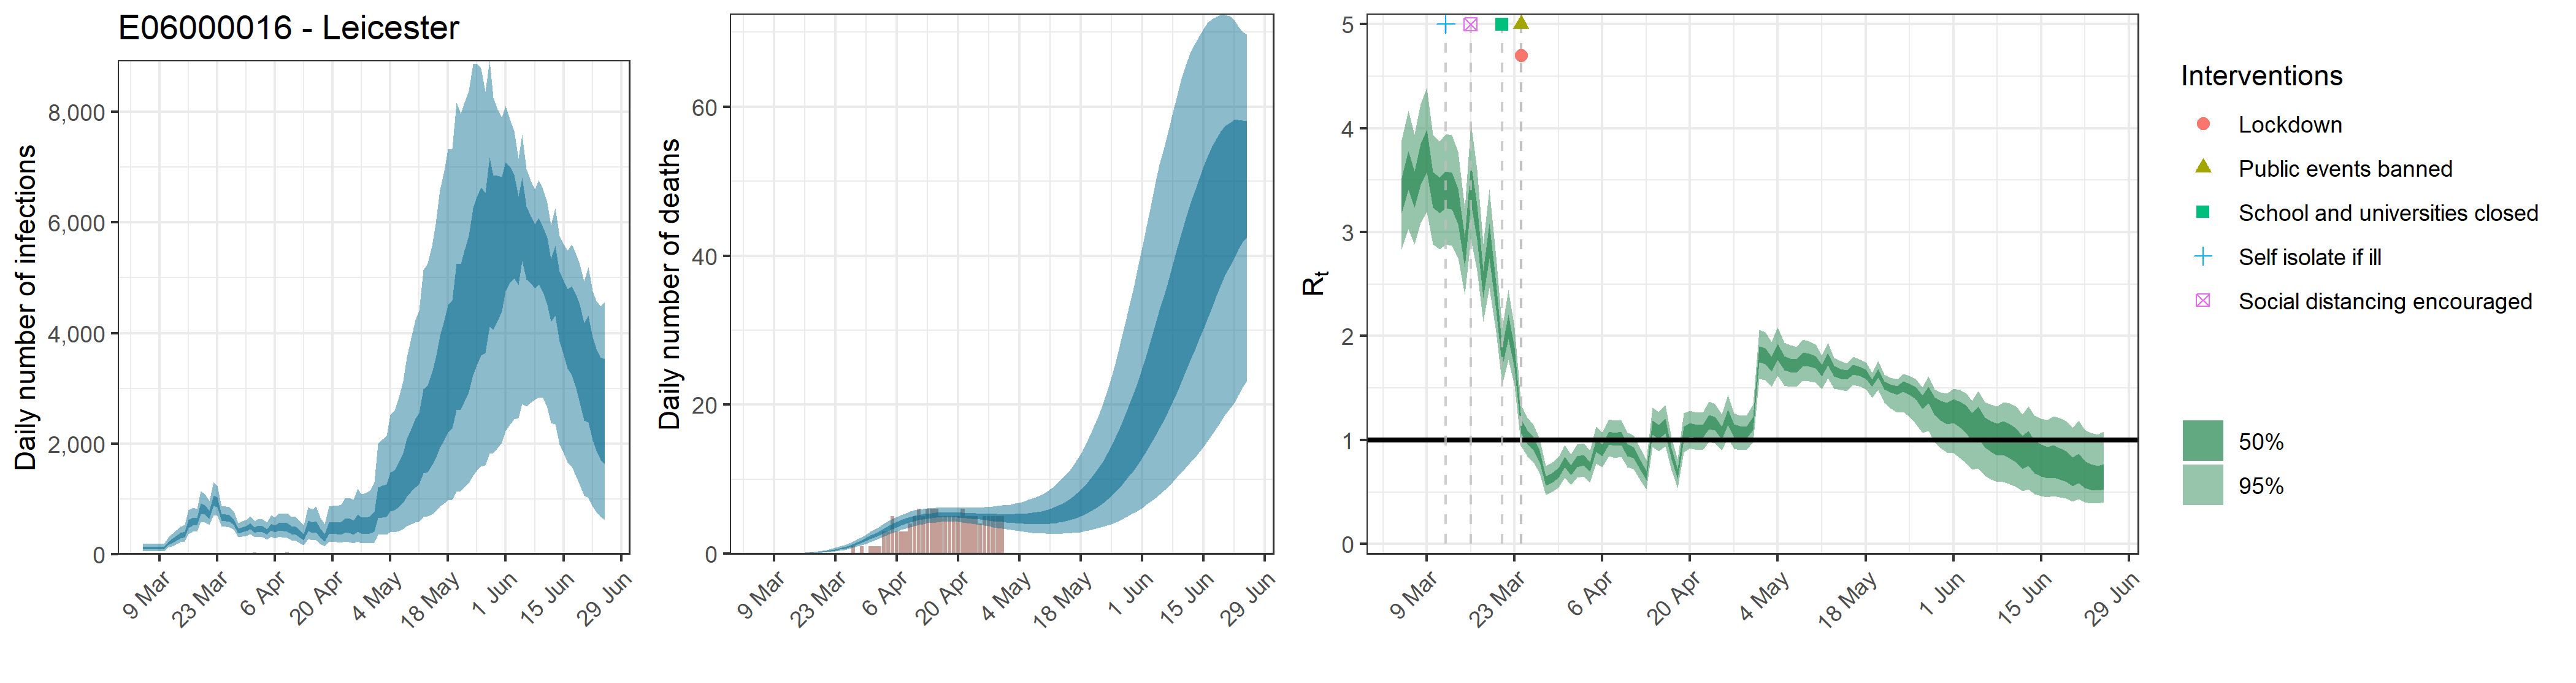 E06000016 - Leicester
Daily number of infections
8,000
6,000
4,000
2,000
0
9 Mar
23 Mar
6 Apr
20 Apr
4 May
18 May
1 Jun
15 Jun
29 Jun
Daily number of deaths
60
40
20
0
9 Mar
23 Mar
6 Apr
20 Apr
4 May
18 May
1 Jun
15 Jun
29 Jun
Rt
5
4
3
2
1
0
9 Mar
23 Mar
6 Apr
20 Apr
4 May
18 May
1 Jun
15 Jun
29 Jun
Interventions
Lockdown
Public events banned
School and universities closed
Self isolate if ill
Social distancing encouraged
50%
95%